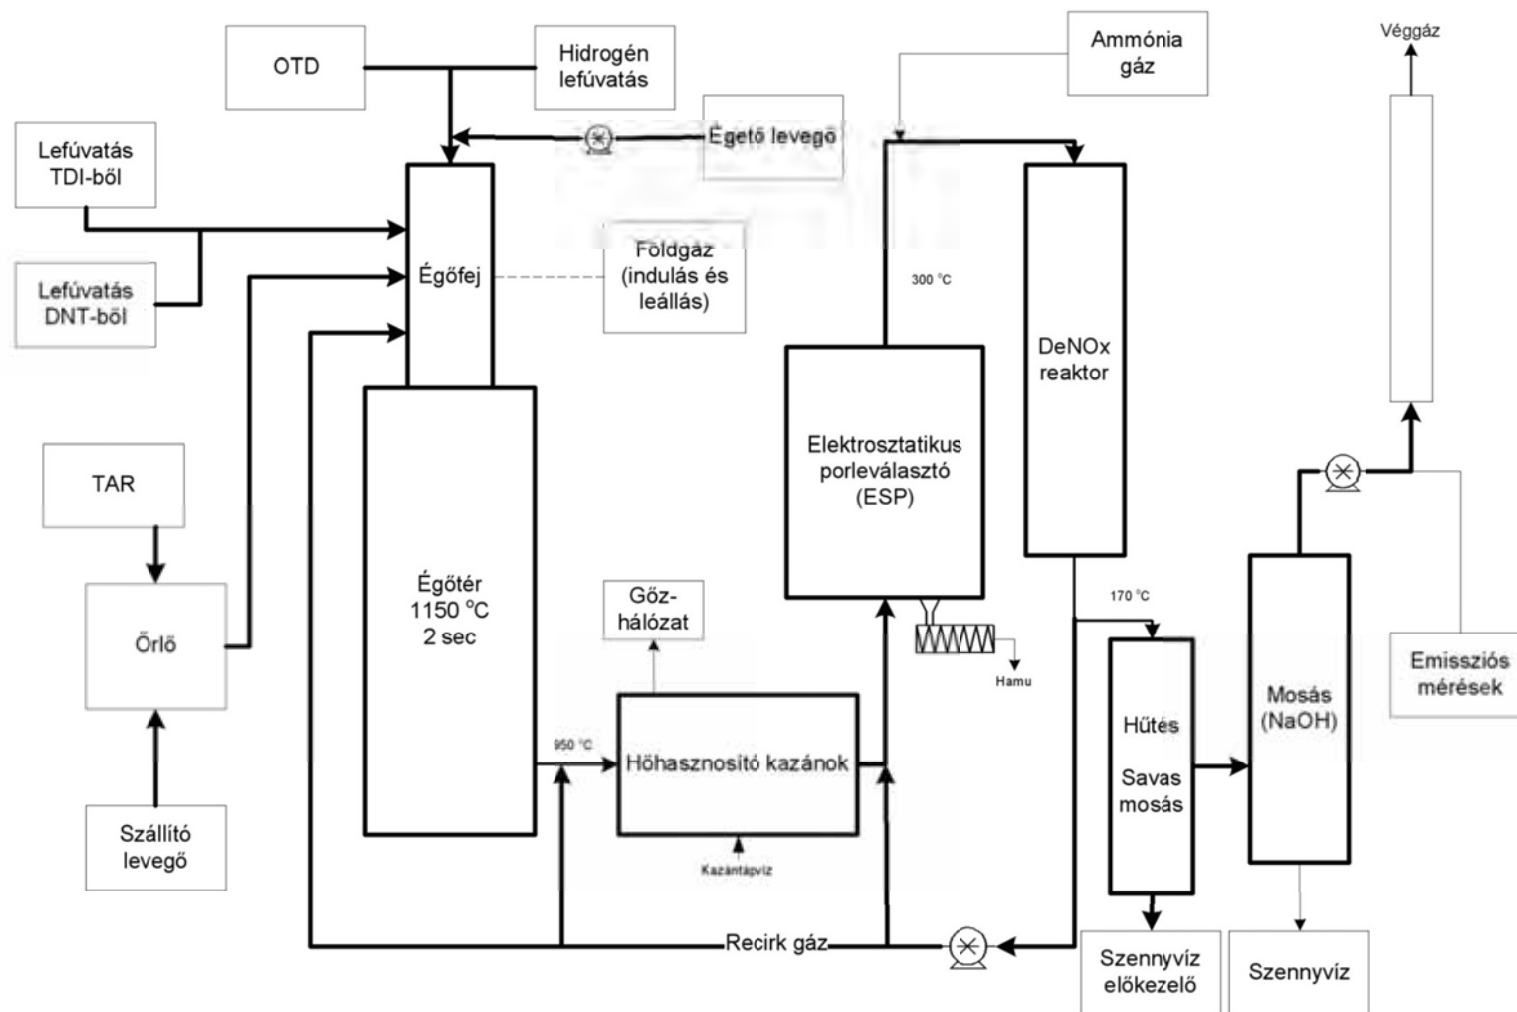 OTD
Hidrogén
lefúvatás
Ammónia
gáz
Véggáz
Égető levegő
Lefúvatás
TDI-ből
Lefúvatás
DNT-ből
Égőfej
Földgáz
(indulás és
leállás)
300 °C
DeNOx
reaktor
TAR
Elektrosztatikus
porleválasztó
(ESP)
Őrlő
Égőtér
1150 °C
2 sec
Gőz-
hálózat
170 °C
Hamu
Emissziós
mérések
950 °C
Hőhasznosító kazánok
Hűtés
Savas
mosás
Mosás
(NaOH)
Szállító
levegő
Kazántápvíz
Recirk gáz
Szennyvíz
előkezelő
Szennyvíz